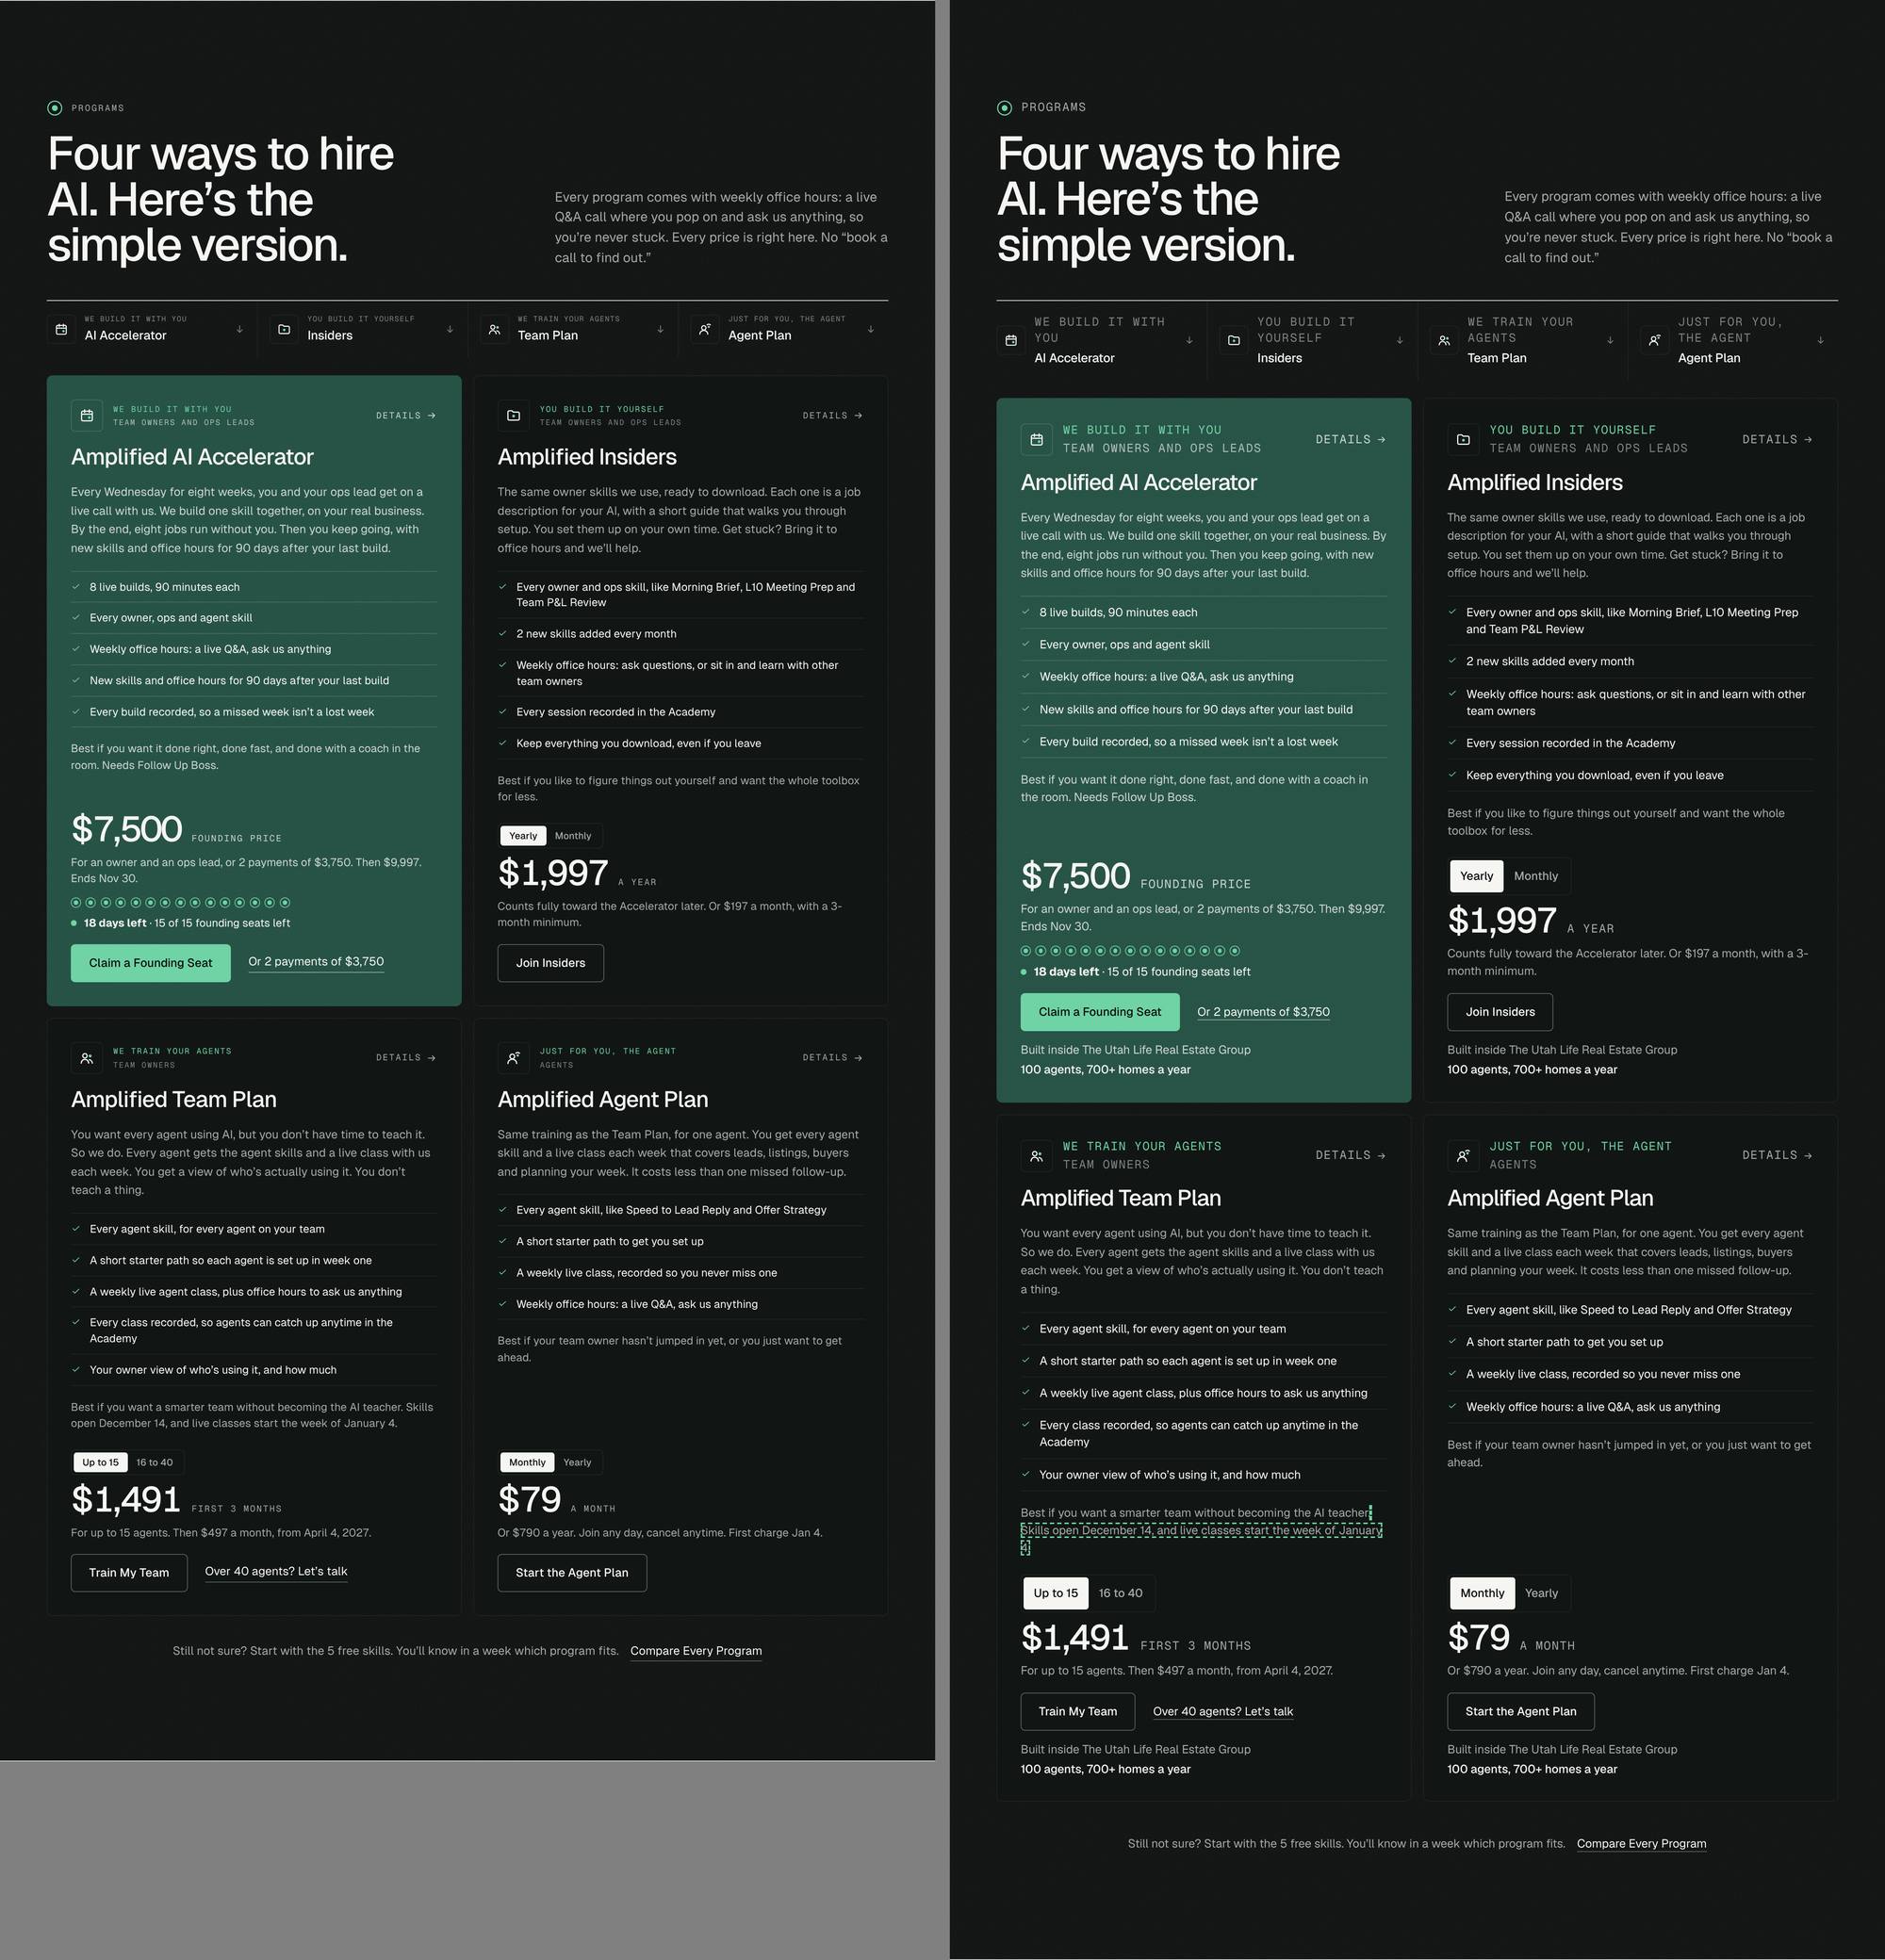 PROGRAMS
Four ways to hire
AI. Here’s the
simple version.
Every program comes with weekly office hours: a live
Q&A call where you pop on and ask us anything, so
you’re never stuck. Every price is right here. No “book a
call to find out.”
WE BUILD IT WITH YOU
AI Accelerator
YOU BUILD IT YOURSELF
Insiders
WE TRAIN YOUR AGENTS
Team Plan
JUST FOR YOU, THE AGENT
Agent Plan
WE BUILD IT WITH YOU
TEAM OWNERS AND OPS LEADS
DETAILS →
Amplified AI Accelerator
Every Wednesday for eight weeks, you and your ops lead get on a
live call with us. We build one skill together, on your real business.
By the end, eight jobs run without you. Then you keep going, with
new skills and office hours for 90 days after your last build.
8 live builds, 90 minutes each
Every owner, ops and agent skill
Weekly office hours: a live Q&A, ask us anything
New skills and office hours for 90 days after your last build
Every build recorded, so a missed week isn’t a lost week
Best if you want it done right, done fast, and done with a coach in the
room. Needs Follow Up Boss.
$7,500 FOUNDING PRICE
For an owner and an ops lead, or 2 payments of $3,750. Then $9,997.
Ends Nov 30.
18 days left · 15 of 15 founding seats left
Claim a Founding Seat
Or 2 payments of $3,750
YOU BUILD IT YOURSELF
TEAM OWNERS AND OPS LEADS
DETAILS →
Amplified Insiders
The same owner skills we use, ready to download. Each one is a job
description for your AI, with a short guide that walks you through
setup. You set them up on your own time. Get stuck? Bring it to
office hours and we’ll help.
Every owner and ops skill, like Morning Brief, L10 Meeting Prep and
Team P&L Review
2 new skills added every month
Weekly office hours: ask questions, or sit in and learn with other
team owners
Every session recorded in the Academy
Keep everything you download, even if you leave
Best if you like to figure things out yourself and want the whole toolbox
for less.
Yearly Monthly
$1,997 A YEAR
Counts fully toward the Accelerator later. Or $197 a month, with a 3-
month minimum.
Join Insiders
WE TRAIN YOUR AGENTS
TEAM OWNERS
DETAILS →
Amplified Team Plan
You want every agent using AI, but you don’t have time to teach it.
So we do. Every agent gets the agent skills and a live class with us
each week. You get a view of who’s actually using it. You don’t
teach a thing.
Every agent skill, for every agent on your team
A short starter path so each agent is set up in week one
A weekly live agent class, plus office hours to ask us anything
Every class recorded, so agents can catch up anytime in the
Academy
Your owner view of who’s using it, and how much
Best if you want a smarter team without becoming the AI teacher. Skills
open December 14, and live classes start the week of January 4.
Up to 15 16 to 40
$1,491 FIRST 3 MONTHS
For up to 15 agents. Then $497 a month, from April 4, 2027.
Train My Team
Over 40 agents? Let’s talk
JUST FOR YOU, THE AGENT
AGENTS
DETAILS →
Amplified Agent Plan
Same training as the Team Plan, for one agent. You get every agent
skill and a live class each week that covers leads, listings, buyers
and planning your week. It costs less than one missed follow-up.
Every agent skill, like Speed to Lead Reply and Offer Strategy
A short starter path to get you set up
A weekly live class, recorded so you never miss one
Weekly office hours: a live Q&A, ask us anything
Best if your team owner hasn’t jumped in yet, or you just want to get
ahead.
Monthly Yearly
$79 A MONTH
Or $790 a year. Join any day, cancel anytime. First charge Jan 4.
Start the Agent Plan
Still not sure? Start with the 5 free skills. You’ll know in a week which program fits. Compare Every Program
PROGRAMS
Four ways to hire
AI. Here’s the
simple version.
Every program comes with weekly office hours: a live
Q&A call where you pop on and ask us anything, so
you’re never stuck. Every price is right here. No “book a
call to find out.”
WE BUILD IT WITH
YOU
AI Accelerator
YOU BUILD IT
YOURSELF
Insiders
WE TRAIN YOUR
AGENTS
Team Plan
JUST FOR YOU,
THE AGENT
Agent Plan
WE BUILD IT WITH YOU
TEAM OWNERS AND OPS LEADS
DETAILS →
Amplified AI Accelerator
Every Wednesday for eight weeks, you and your ops lead get on a
live call with us. We build one skill together, on your real business. By
the end, eight jobs run without you. Then you keep going, with new
skills and office hours for 90 days after your last build.
8 live builds, 90 minutes each
Every owner, ops and agent skill
Weekly office hours: a live Q&A, ask us anything
New skills and office hours for 90 days after your last build
Every build recorded, so a missed week isn’t a lost week
Best if you want it done right, done fast, and done with a coach in
the room. Needs Follow Up Boss.
$7,500 FOUNDING PRICE
For an owner and an ops lead, or 2 payments of $3,750. Then $9,997.
Ends Nov 30.
18 days left · 15 of 15 founding seats left
Claim a Founding Seat
Or 2 payments of $3,750
Built inside The Utah Life Real Estate Group
100 agents, 700+ homes a year
YOU BUILD IT YOURSELF
TEAM OWNERS AND OPS LEADS
DETAILS →
Amplified Insiders
The same owner skills we use, ready to download. Each one is a job
description for your AI, with a short guide that walks you through
setup. You set them up on your own time. Get stuck? Bring it to
office hours and we’ll help.
Every owner and ops skill, like Morning Brief, L10 Meeting Prep
and Team P&L Review
2 new skills added every month
Weekly office hours: ask questions, or sit in and learn with other
team owners
Every session recorded in the Academy
Keep everything you download, even if you leave
Best if you like to figure things out yourself and want the whole
toolbox for less.
Yearly Monthly
$1,997 A YEAR
Counts fully toward the Accelerator later. Or $197 a month, with a 3-
month minimum.
Join Insiders
Built inside The Utah Life Real Estate Group
100 agents, 700+ homes a year
WE TRAIN YOUR AGENTS
TEAM OWNERS
DETAILS →
Amplified Team Plan
You want every agent using AI, but you don’t have time to teach it.
So we do. Every agent gets the agent skills and a live class with us
each week. You get a view of who’s actually using it. You don’t teach
a thing.
Every agent skill, for every agent on your team
A short starter path so each agent is set up in week one
A weekly live agent class, plus office hours to ask us anything
Every class recorded, so agents can catch up anytime in the
Academy
Your owner view of who’s using it, and how much
Best if you want a smarter team without becoming the AI teacher.
Skills open December 14, and live classes start the week of January
4.
Up to 15 16 to 40
$1,491 FIRST 3 MONTHS
For up to 15 agents. Then $497 a month, from April 4, 2027.
Train My Team
Over 40 agents? Let’s talk
Built inside The Utah Life Real Estate Group
100 agents, 700+ homes a year
JUST FOR YOU, THE AGENT
AGENTS
DETAILS →
Amplified Agent Plan
Same training as the Team Plan, for one agent. You get every agent
skill and a live class each week that covers leads, listings, buyers
and planning your week. It costs less than one missed follow-up.
Every agent skill, like Speed to Lead Reply and Offer Strategy
A short starter path to get you set up
A weekly live class, recorded so you never miss one
Weekly office hours: a live Q&A, ask us anything
Best if your team owner hasn’t jumped in yet, or you just want to get
ahead.
Monthly Yearly
$79 A MONTH
Or $790 a year. Join any day, cancel anytime. First charge Jan 4.
Start the Agent Plan
Built inside The Utah Life Real Estate Group
100 agents, 700+ homes a year
Still not sure? Start with the 5 free skills. You’ll know in a week which program fits. Compare Every Program